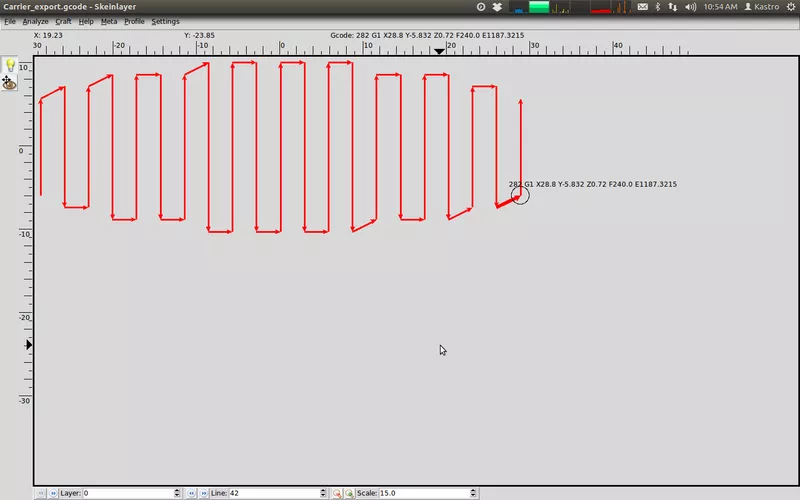 Carrier_export.gcode - Skeinlayer
10:54 AM
Kastro
File Analyze Craft Help Meta Profile Settings
X: 19.23
Y: -23.85
Gcode: 282 G1 X28.8 Y-5.832 Z0.72 F240.0 E1187.3215
30 -20 -10 0 10 20 30 40
10
0
-10
-20
-30
282 G1 X28.8 Y-5.832 Z0.72 F240.0 E1187.3215
Layer: 0 Line: 42 Scale: 15.0